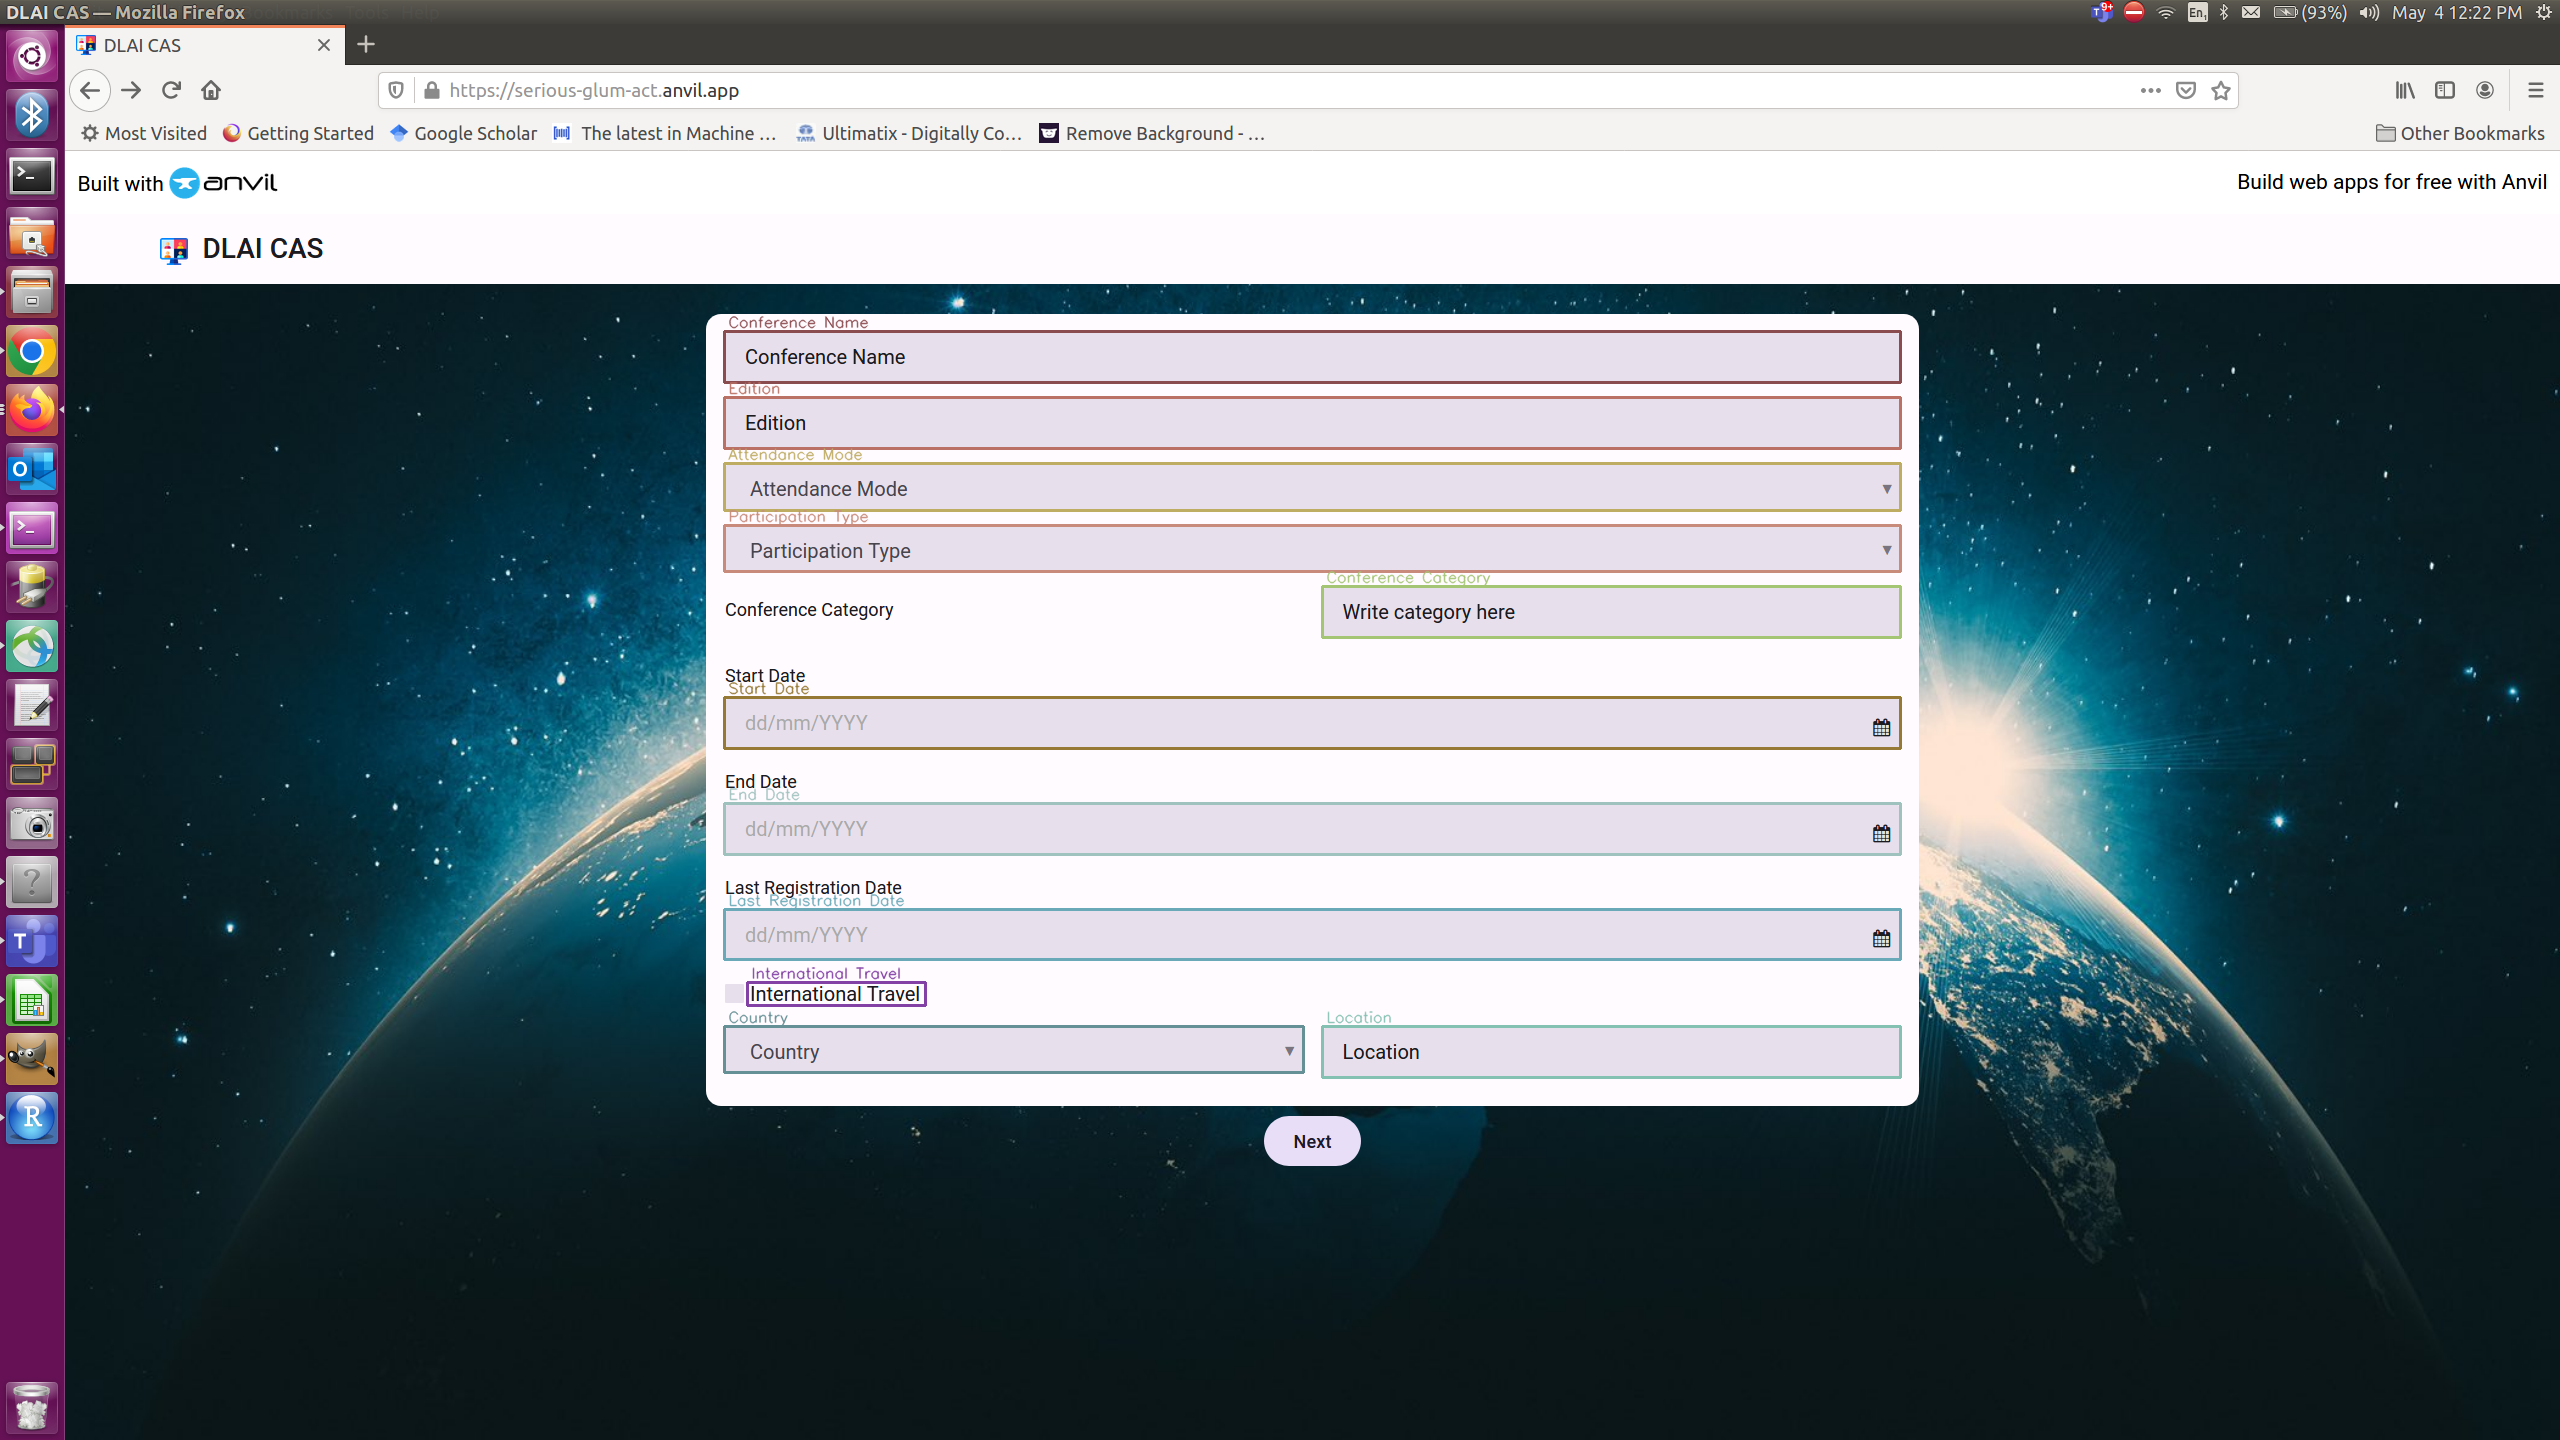 DLAI CAS — Mozilla Firefox
9+
En1
(93%)
May 4 12:22 PM
DLAI CAS
https://serious-glum-act.anvil.app
Most Visited
Getting Started
Google Scholar
The latest in Machine …
Ultimatix - Digitally Co…
Remove Background - …
Other Bookmarks
Built with anvil
Build web apps for free with Anvil
DLAI CAS
Conference Name
Conference Name
Edition
Edition
Attendance Mode
Attendance Mode
Participation Type
Participation Type
Conference Category
Conference Category
Write category here
Start Date
Start Date
dd/mm/YYYY
End Date
End Date
dd/mm/YYYY
Last Registration Date
Last Registration Date
dd/mm/YYYY
International Travel
International Travel
Country
Location
Country
Location
Next